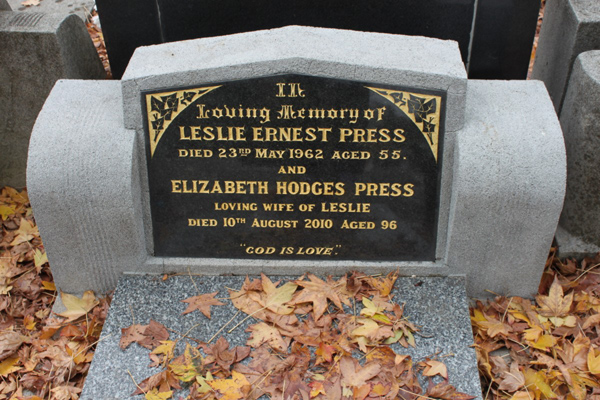 In
Loving Memory of
LESLIE ERNEST PRESS
DIED 23RD MAY 1962 AGED 55.
AND
ELIZABETH HODGES PRESS
LOVING WIFE OF LESLIE
DIED 10TH AUGUST 2010 AGED 96
"GOD IS LOVE".